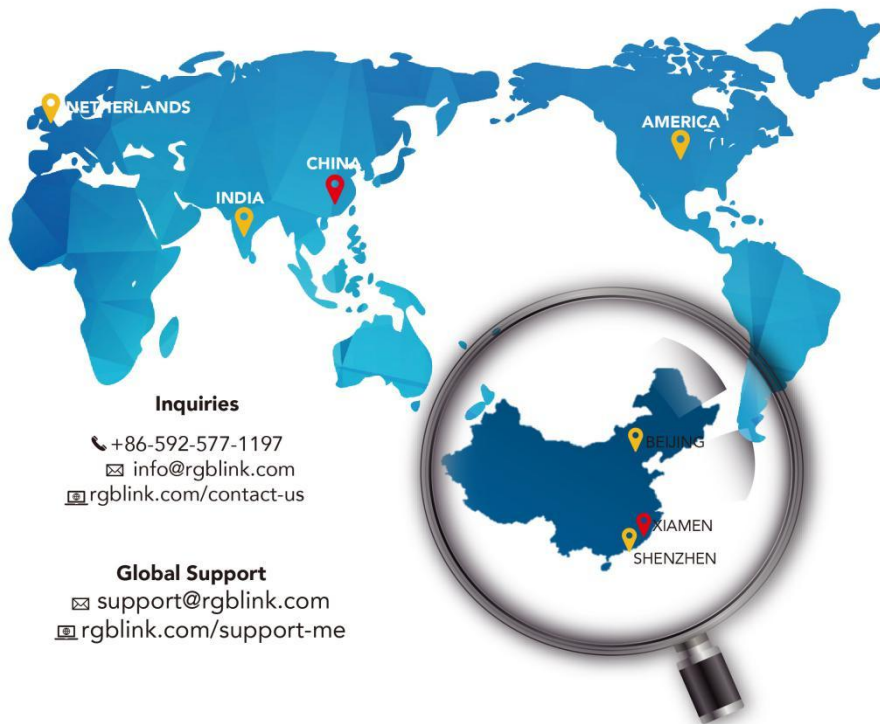 NETHERLANDS
AMERICA
CHINA
INDIA
Inquiries
+86-592-577-1197
info@rgblink.com
rgblink.com/contact-us
Global Support
support@rgblink.com
rgblink.com/support-me
BEIJING
XIAMEN
SHENZHEN